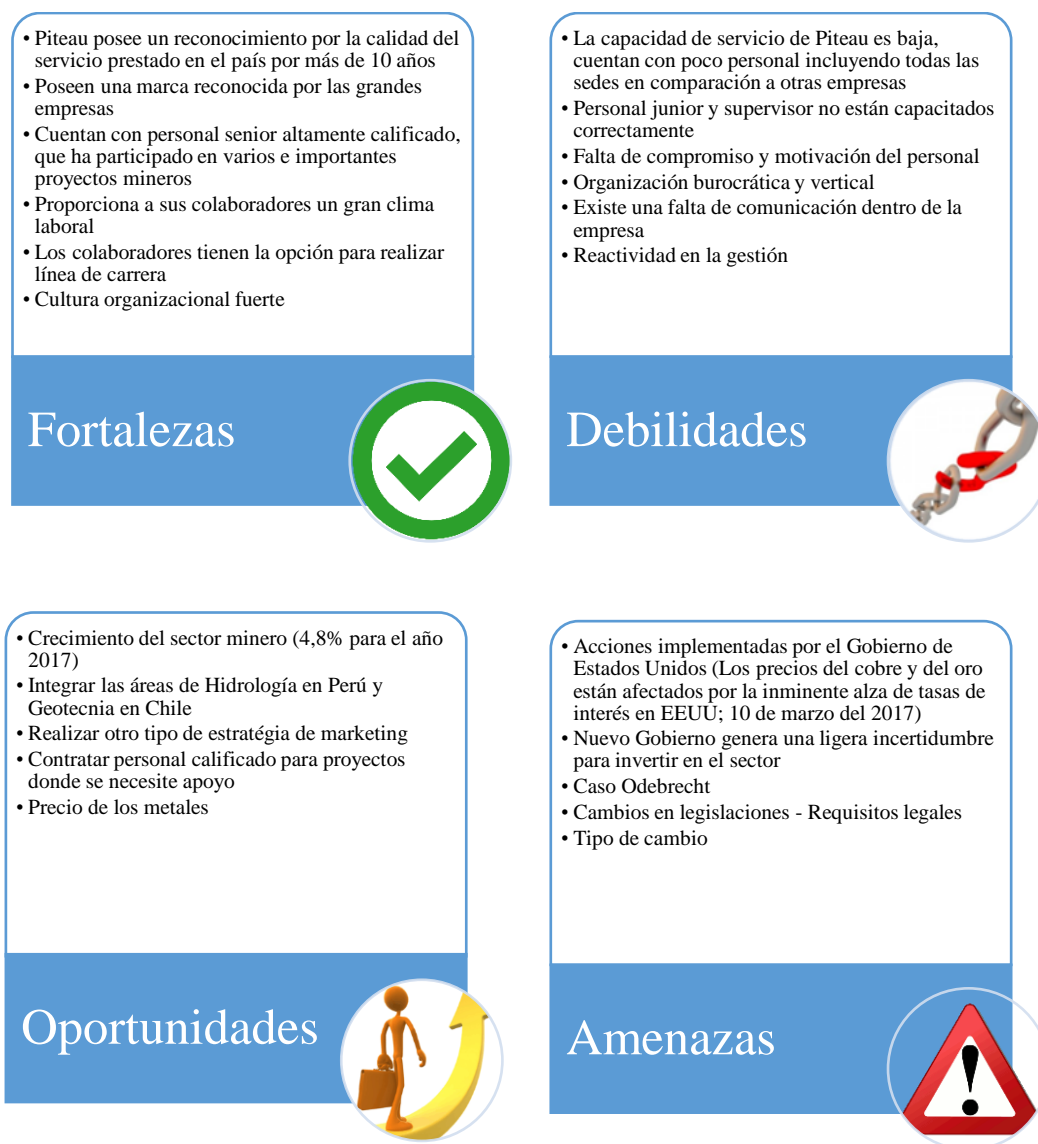 • Piteau posee un reconocimiento por la calidad del
servicio prestado en el país por más de 10 años
• Poseen una marca reconocida por las grandes
empresas
• Cuentan con personal senior altamente calificado,
que ha participado en varios e importantes
proyectos mineros
• Proporciona a sus colaboradores un gran clima
laboral
• Los colaboradores tienen la opción para realizar
línea de carrera
• Cultura organizacional fuerte
Fortalezas
• La capacidad de servicio de Piteau es baja,
cuentan con poco personal incluyendo todas las
sedes en comparación a otras empresas
• Personal junior y supervisor no están capacitados
correctamente
• Falta de compromiso y motivación del personal
• Organización burocrática y vertical
• Existe una falta de comunicación dentro de la
empresa
• Reactividad en la gestión
Debilidades
• Crecimiento del sector minero (4,8% para el año
2017)
• Integrar las áreas de Hidrología en Perú y
Geotecnia en Chile
• Realizar otro tipo de estratégia de marketing
• Contratar personal calificado para proyectos
donde se necesite apoyo
• Precio de los metales
Oportunidades
• Acciones implementadas por el Gobierno de
Estados Unidos (Los precios del cobre y del oro
están afectados por la inminente alza de tasas de
interés en EEUU; 10 de marzo del 2017)
• Nuevo Gobierno genera una ligera incertidumbre
para invertir en el sector
• Caso Odebrecht
• Cambios en legislaciones - Requisitos legales
• Tipo de cambio
Amenazas